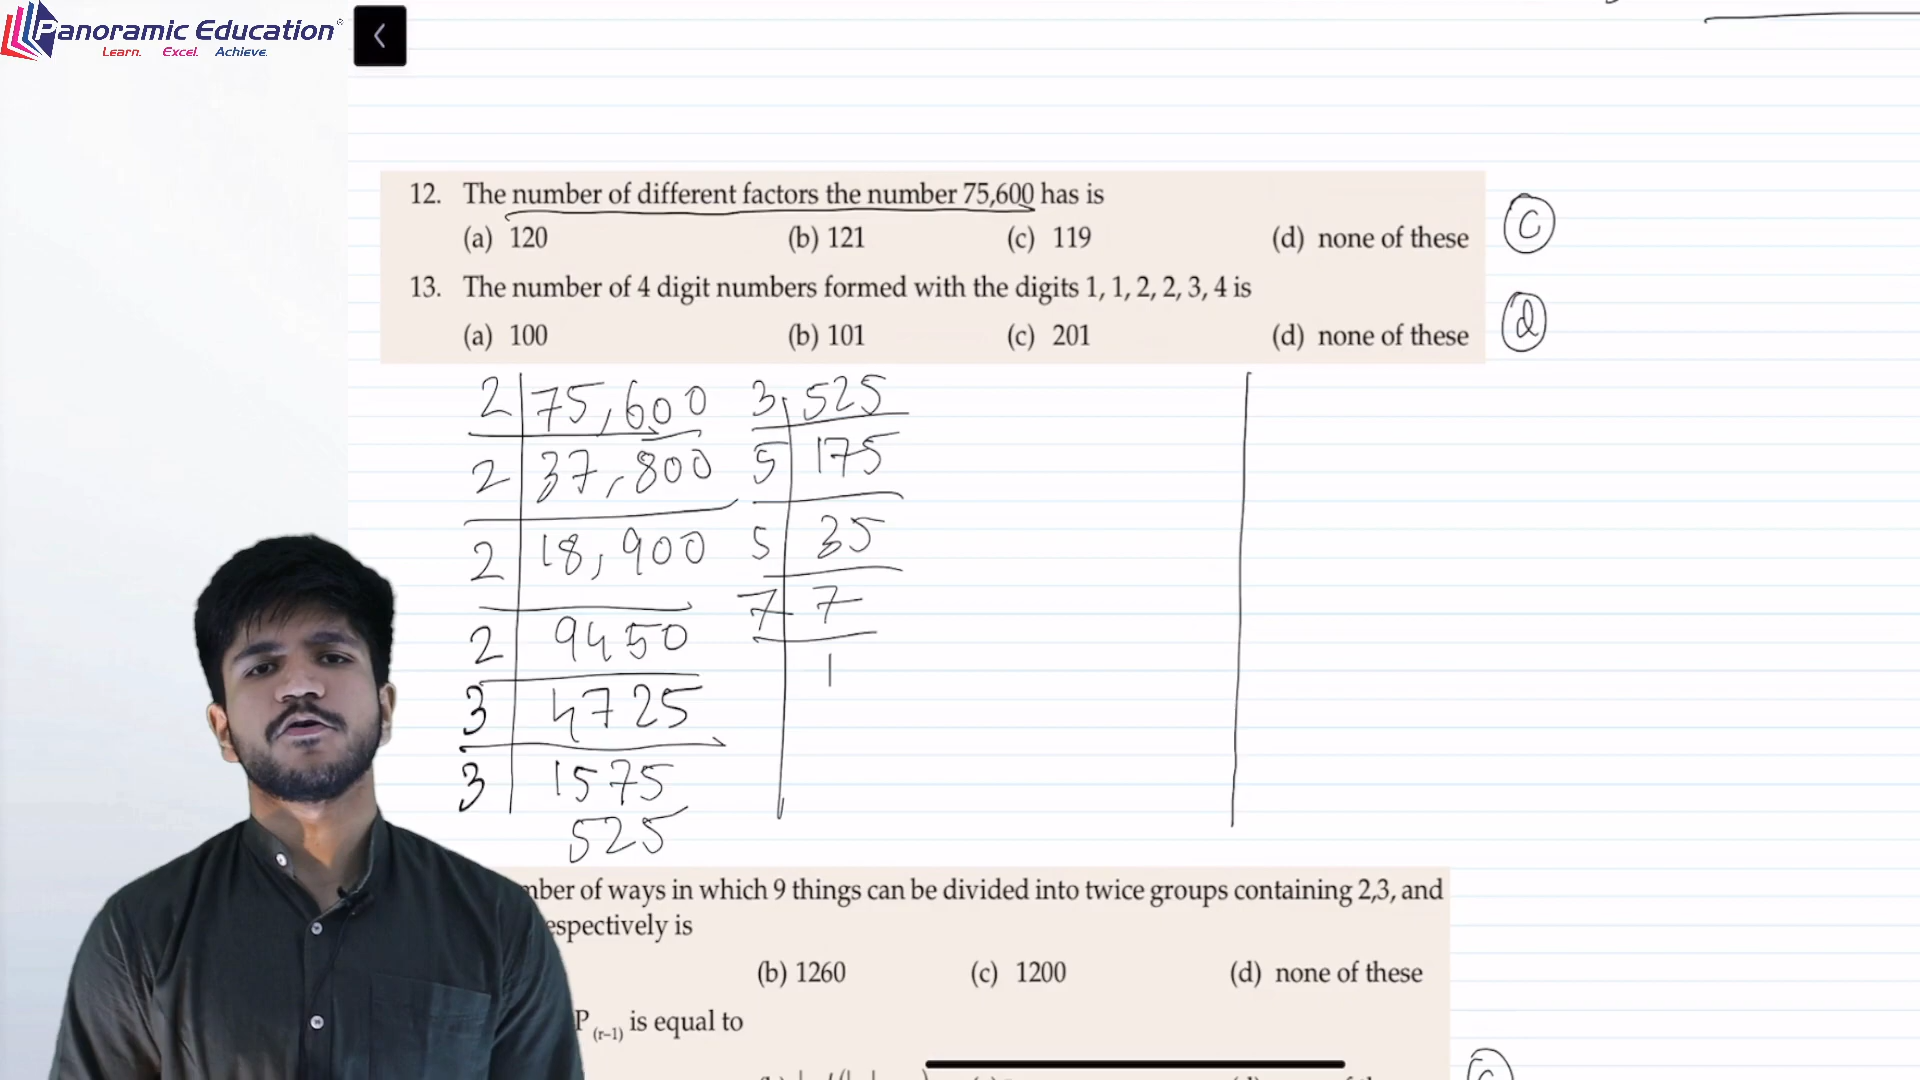 Panoramic Education®
Learn. Excel. Achieve.
12. The number of different factors the number 75,600 has is
(a) 120 (b) 121 (c) 119 (d) none of these
C
13. The number of 4 digit numbers formed with the digits 1, 1, 2, 2, 3, 4 is
(a) 100 (b) 101 (c) 201 (d) none of these
d
2 75,600
2 37,800
2 18,900
2 9450
3 4725
3 1575
525
3 525
5 175
5 35
7 7
1
mber of ways in which 9 things can be divided into twice groups containing 2,3, and
espectively is
(b) 1260 (c) 1200 (d) none of these
P(r–1) is equal to